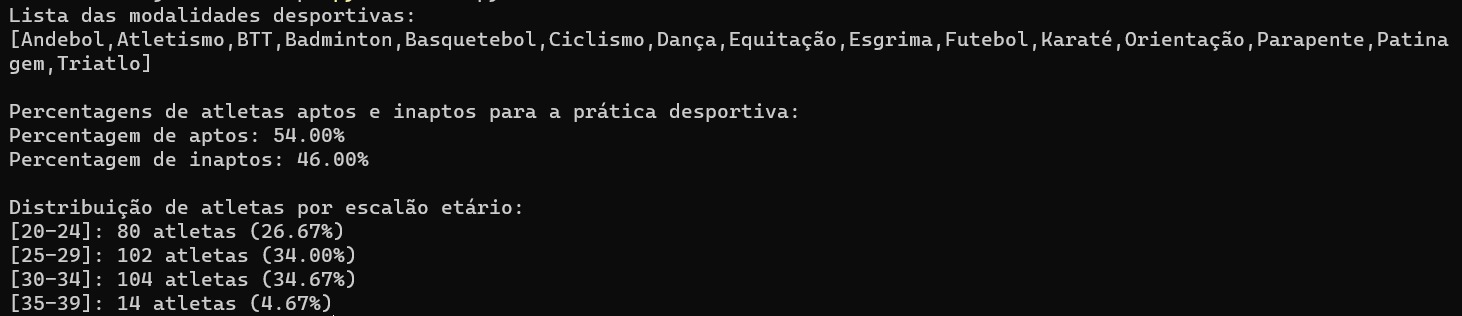 Lista das modalidades desportivas:
[Andebol,Atletismo,BTT,Badminton,Basquetebol,Ciclismo,Dança,Equitação,Esgrima,Futebol,Karaté,Orientação,Parapente,Patina
gem,Triatlo]
Percentagens de atletas aptos e inaptos para a prática desportiva:
Percentagem de aptos: 54.00%
Percentagem de inaptos: 46.00%
Distribuição de atletas por escalão etário:
[20-24]: 80 atletas (26.67%)
[25-29]: 102 atletas (34.00%)
[30-34]: 104 atletas (34.67%)
[35-39]: 14 atletas (4.67%)